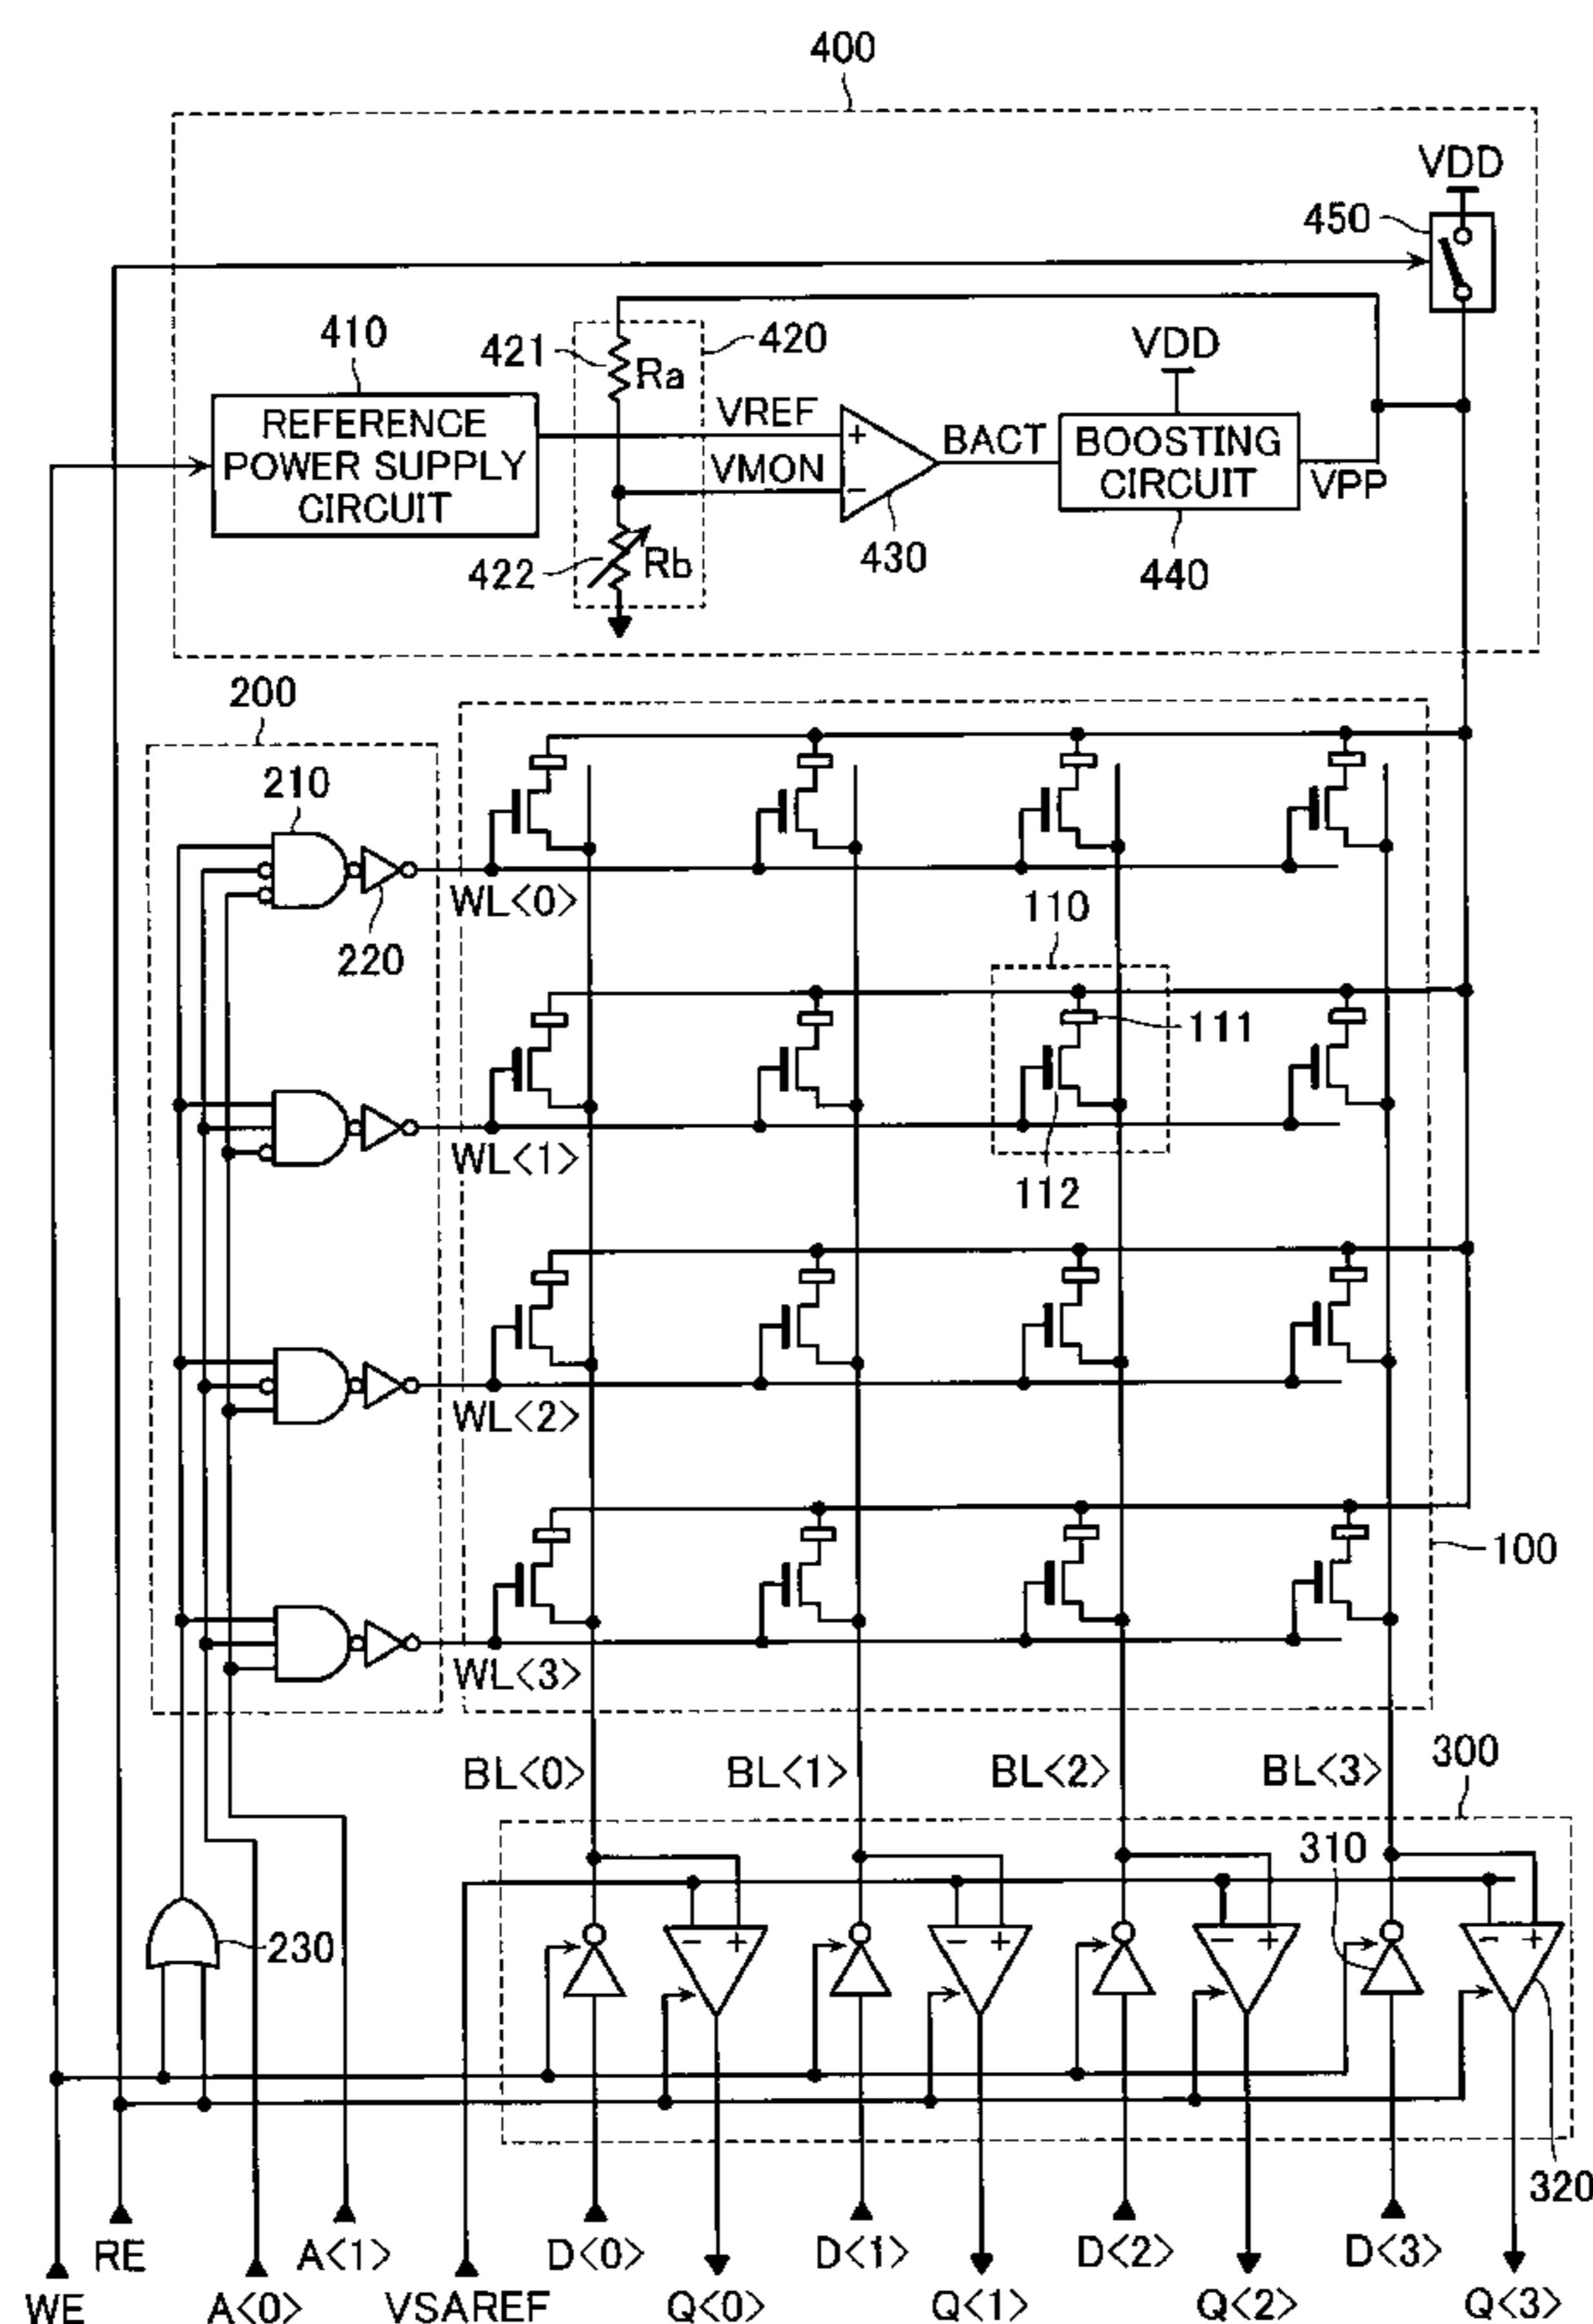 400
VDD
450
410
421
Ra
420
VDD
REFERENCE
POWER SUPPLY
CIRCUIT
VREF
VMON
BACT
BOOSTING
CIRCUIT
VPP
422
Rb
430
440
200
210
WL<0>
220
110
111
WL<1>
112
WL<2>
100
WL<3>
BL<0>
BL<1>
BL<2>
BL<3>
300
310
230
+
-
- +
- +
- +
- +
320
RE
A<1>
D<0>
D<1>
D<2>
D<3>
WE
A<0>
VSAREF
Q<0>
Q<1>
Q<2>
Q<3>